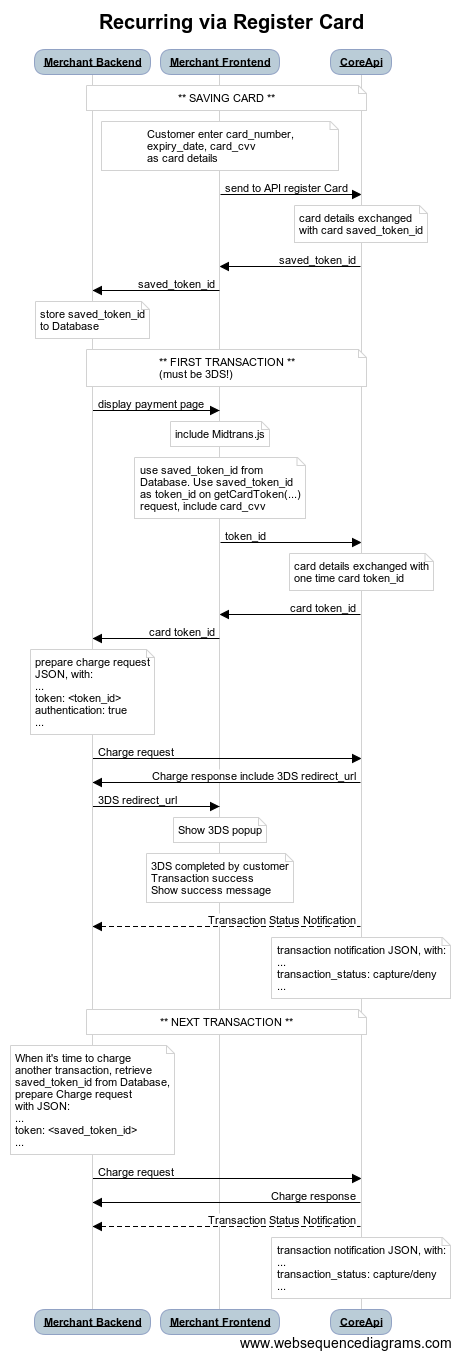 Recurring via Register Card
Merchant Backend Merchant Frontend CoreApi
** SAVING CARD **
Customer enter card_number,
expiry_date, card_cvv
as card details
send to API register Card
card details exchanged
with card saved_token_id
saved_token_id
saved_token_id
store saved_token_id
to Database
** FIRST TRANSACTION **
(must be 3DS!)
display payment page
include Midtrans.js
use saved_token_id from
Database. Use saved_token_id
as token_id on getCardToken(...)
request, include card_cvv
token_id
card details exchanged with
one time card token_id
card token_id
card token_id
prepare charge request
JSON, with:
...
token: <token_id>
authentication: true
...
Charge request
Charge response include 3DS redirect_url
3DS redirect_url
Show 3DS popup
3DS completed by customer
Transaction success
Show success message
Transaction Status Notification
transaction notification JSON, with:
...
transaction_status: capture/deny
...
** NEXT TRANSACTION **
When it's time to charge
another transaction, retrieve
saved_token_id from Database,
prepare Charge request
with JSON:
...
token: <saved_token_id>
...
Charge request
Charge response
Transaction Status Notification
transaction notification JSON, with:
...
transaction_status: capture/deny
...
Merchant Backend Merchant Frontend CoreApi
www.websequencediagrams.com